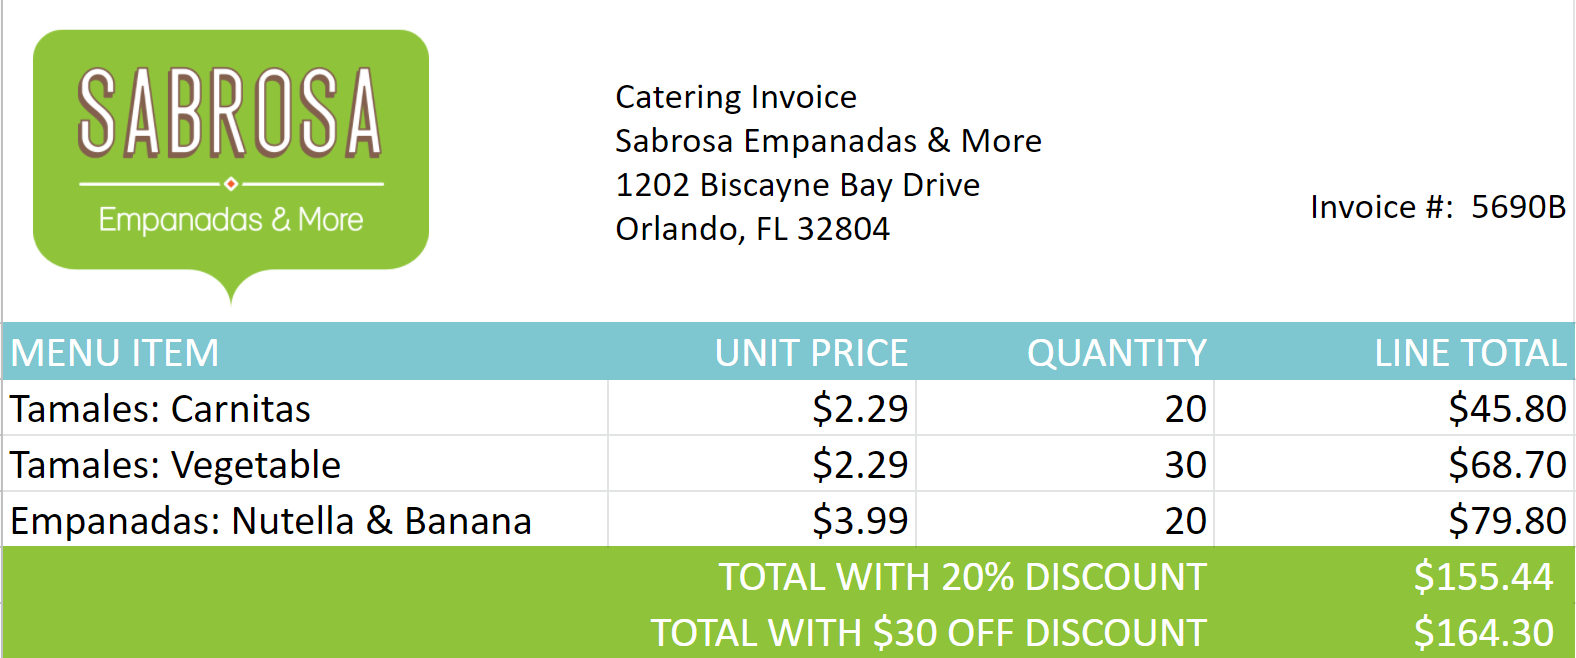 SABROSA
Empanadas & More
Catering Invoice
Sabrosa Empanadas & More
1202 Biscayne Bay Drive
Orlando, FL 32804
Invoice #: 5690B
MENU ITEM UNIT PRICE QUANTITY LINE TOTAL
Tamales: Carnitas $2.29 20 $45.80
Tamales: Vegetable $2.29 30 $68.70
Empanadas: Nutella & Banana $3.99 20 $79.80
TOTAL WITH 20% DISCOUNT $155.44
TOTAL WITH $30 OFF DISCOUNT $164.30